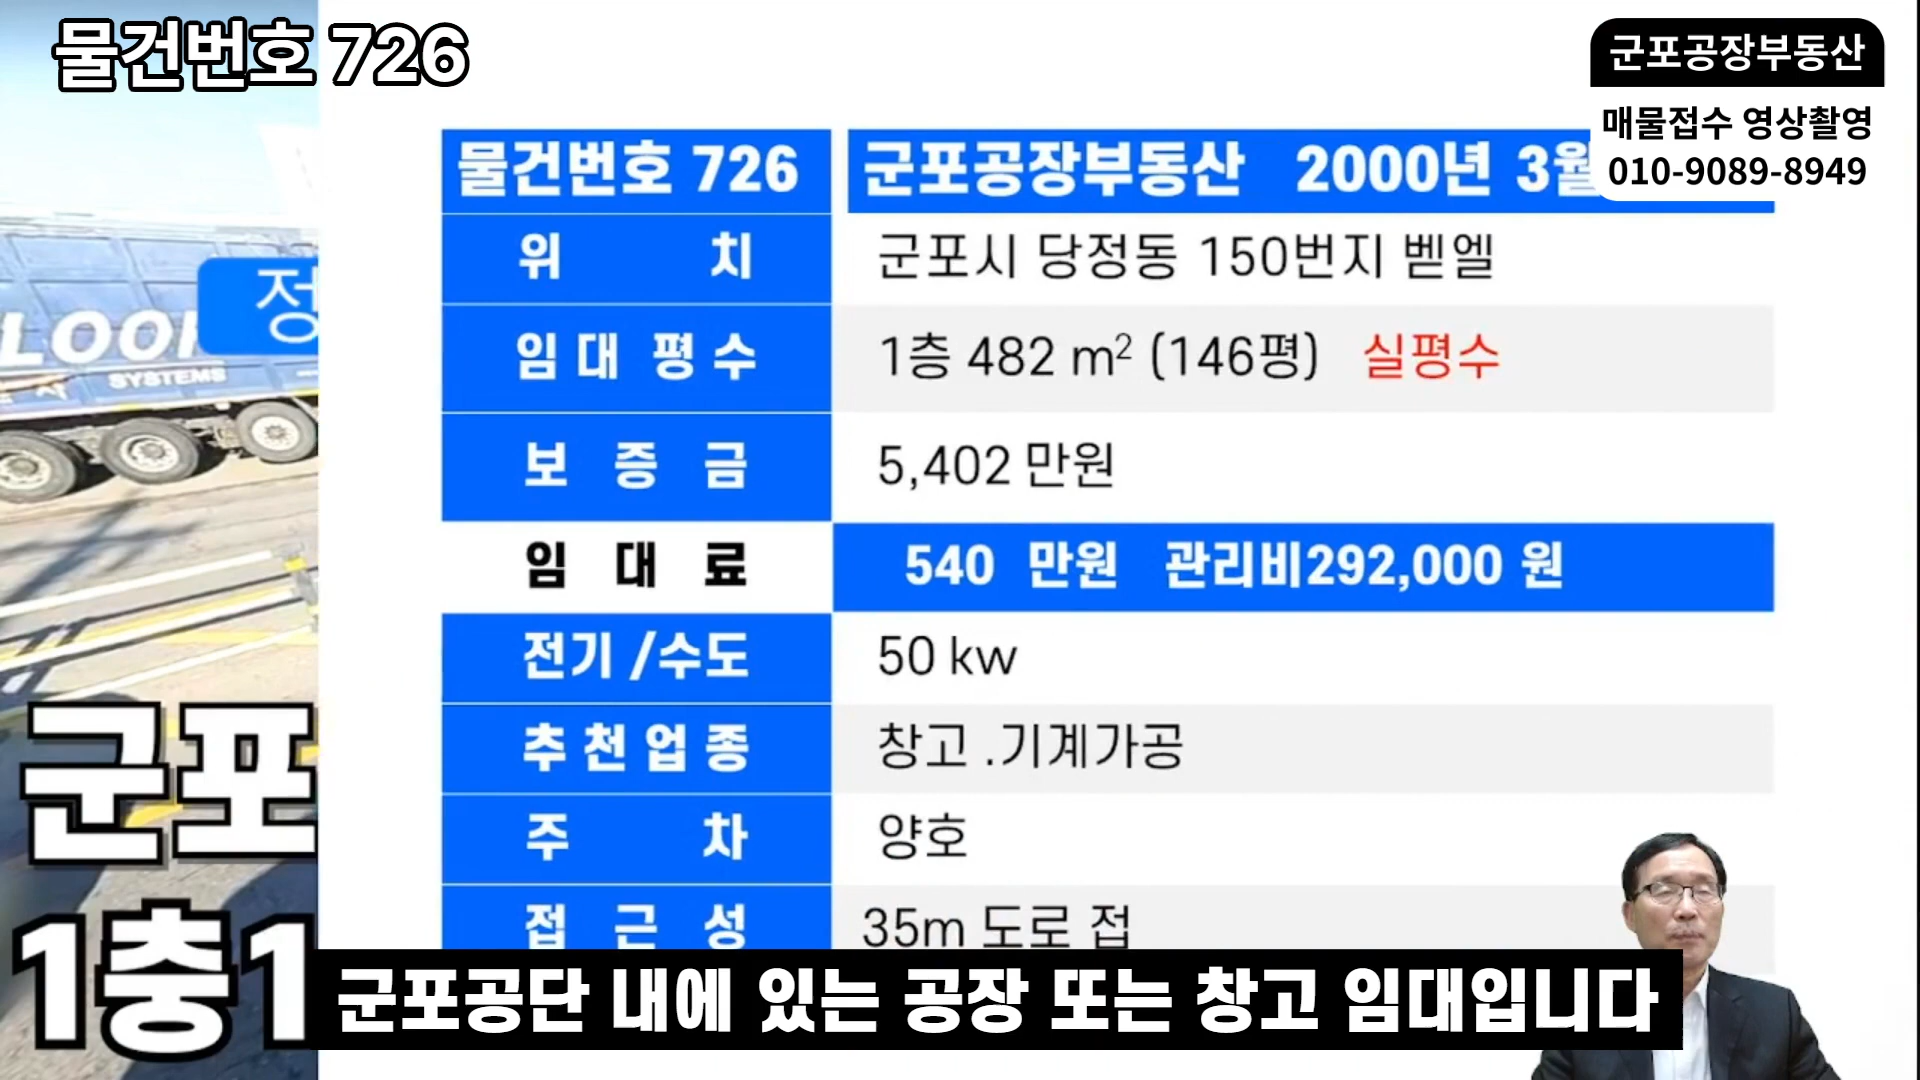 물건번호 726
군포공장부동산
매물접수 영상촬영
010-9089-8949
물건번호 726 군포공장부동산 2000년 3월
위 치 군포시 당정동 150번지 벧엘
임 대 평 수 1층 482 m² (146평) 실평수
보 증 금 5,402 만원
임 대 료 540 만원 관리비292,000 원
전기 /수도 50 kw
추 천 업 종 창고 .기계가공
주 차 양호
접 근 성 35m 도로 접
정
LOOK
SYSTEMS
군포
1층1
군포공단 내에 있는 공장 또는 창고 임대입니다